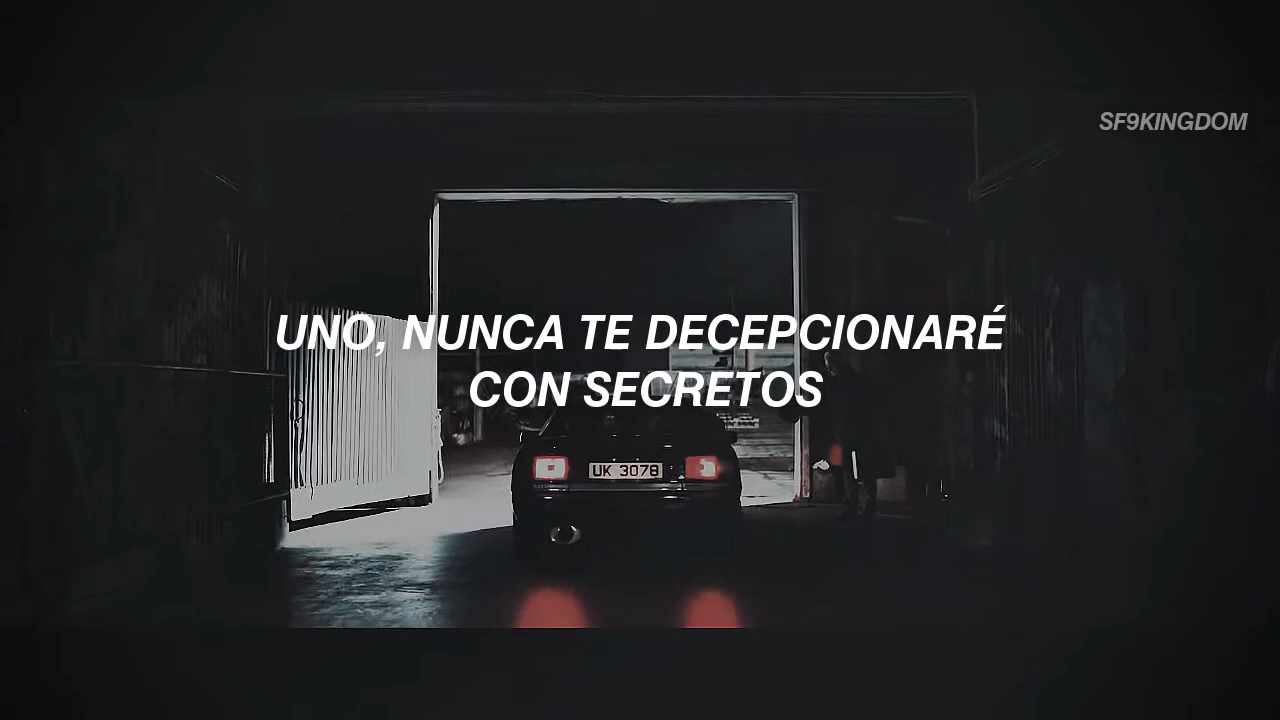 SF9KINGDOM
UNO, NUNCA TE DECEPCIONARÉ
CON SECRETOS
UK 3078